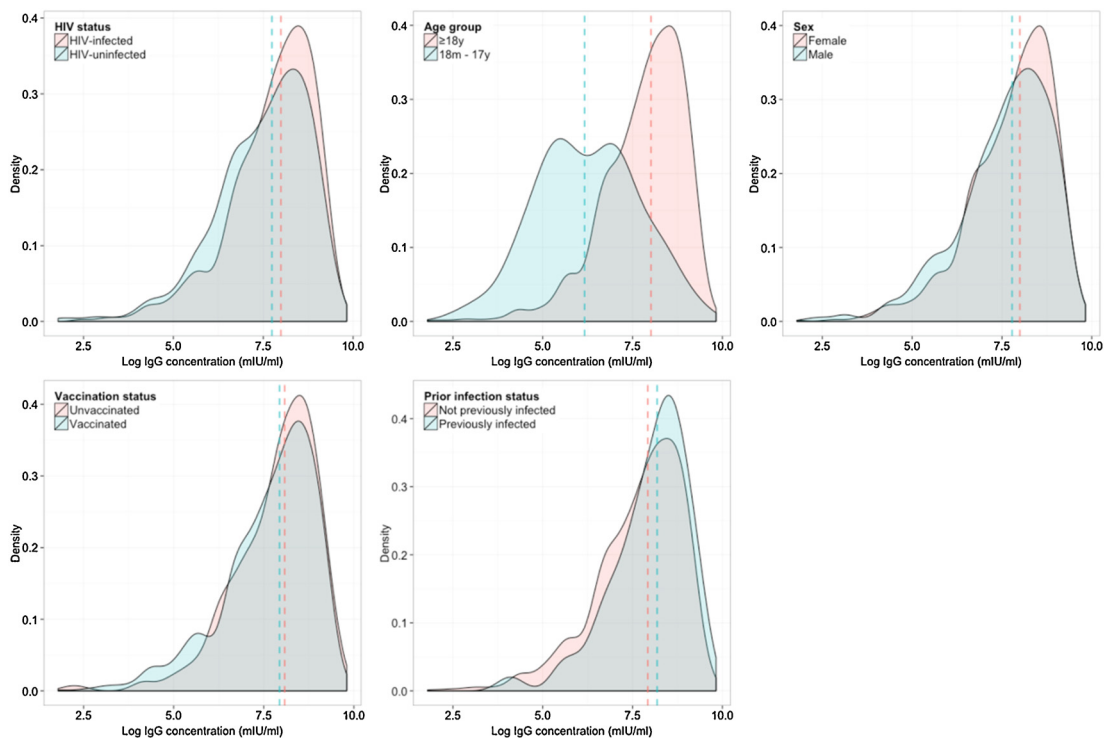 HIV status
HIV-infected
HIV-uninfected
0.4
0.3
0.2
0.1
0.0
Density
2.5 5.0 7.5 10.0
Log IgG concentration (mIU/ml)
Age group
≥18y
18m - 17y
0.4
0.3
0.2
0.1
0.0
Density
2.5 5.0 7.5 10.0
Log IgG concentration (mIU/ml)
Sex
Female
Male
0.4
0.3
0.2
0.1
0.0
Density
2.5 5.0 7.5 10.0
Log IgG concentration (mIU/ml)
Vaccination status
Unvaccinated
Vaccinated
0.4
0.3
0.2
0.1
0.0
Density
2.5 5.0 7.5 10.0
Log IgG concentration (mIU/ml)
Prior infection status
Not previously infected
Previously infected
0.4
0.3
0.2
0.1
0.0
Density
2.5 5.0 7.5 10.0
Log IgG concentration (mIU/ml)